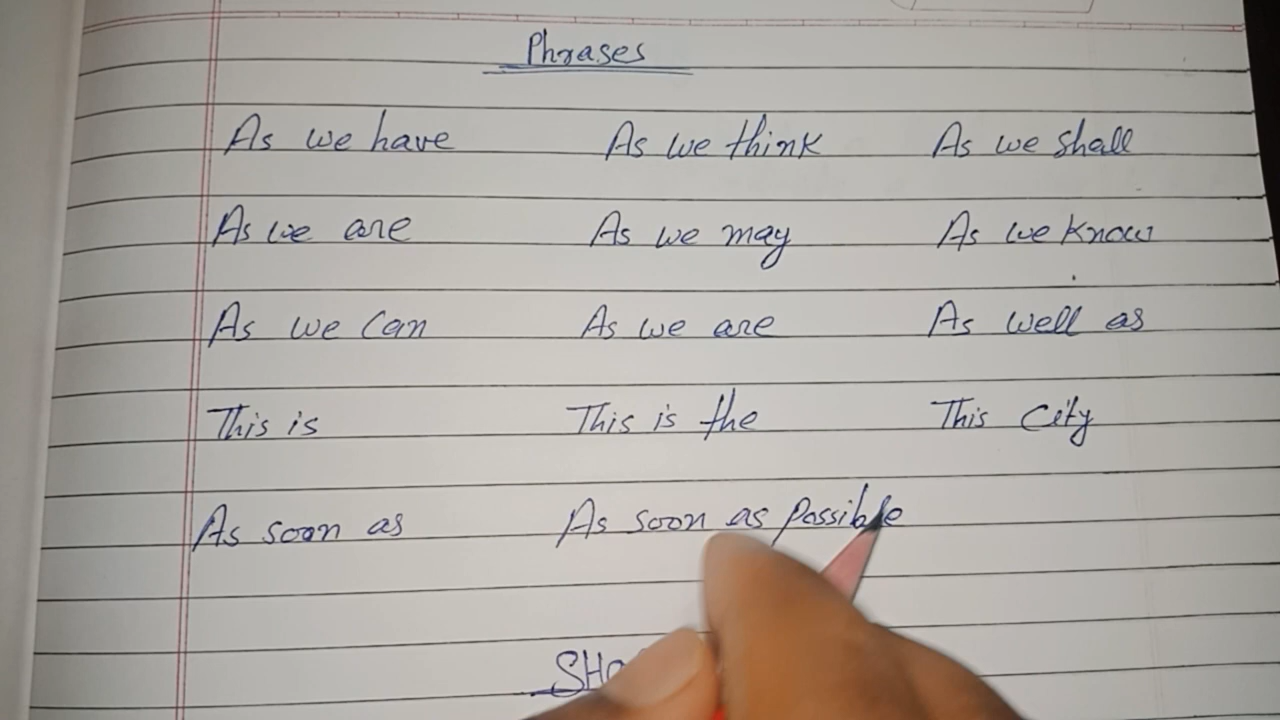 Phrases
As we have As we think As we shall
As we are As we may As we know
As we can As we are As well as
This is This is the This City
As soon as As soon as Possible